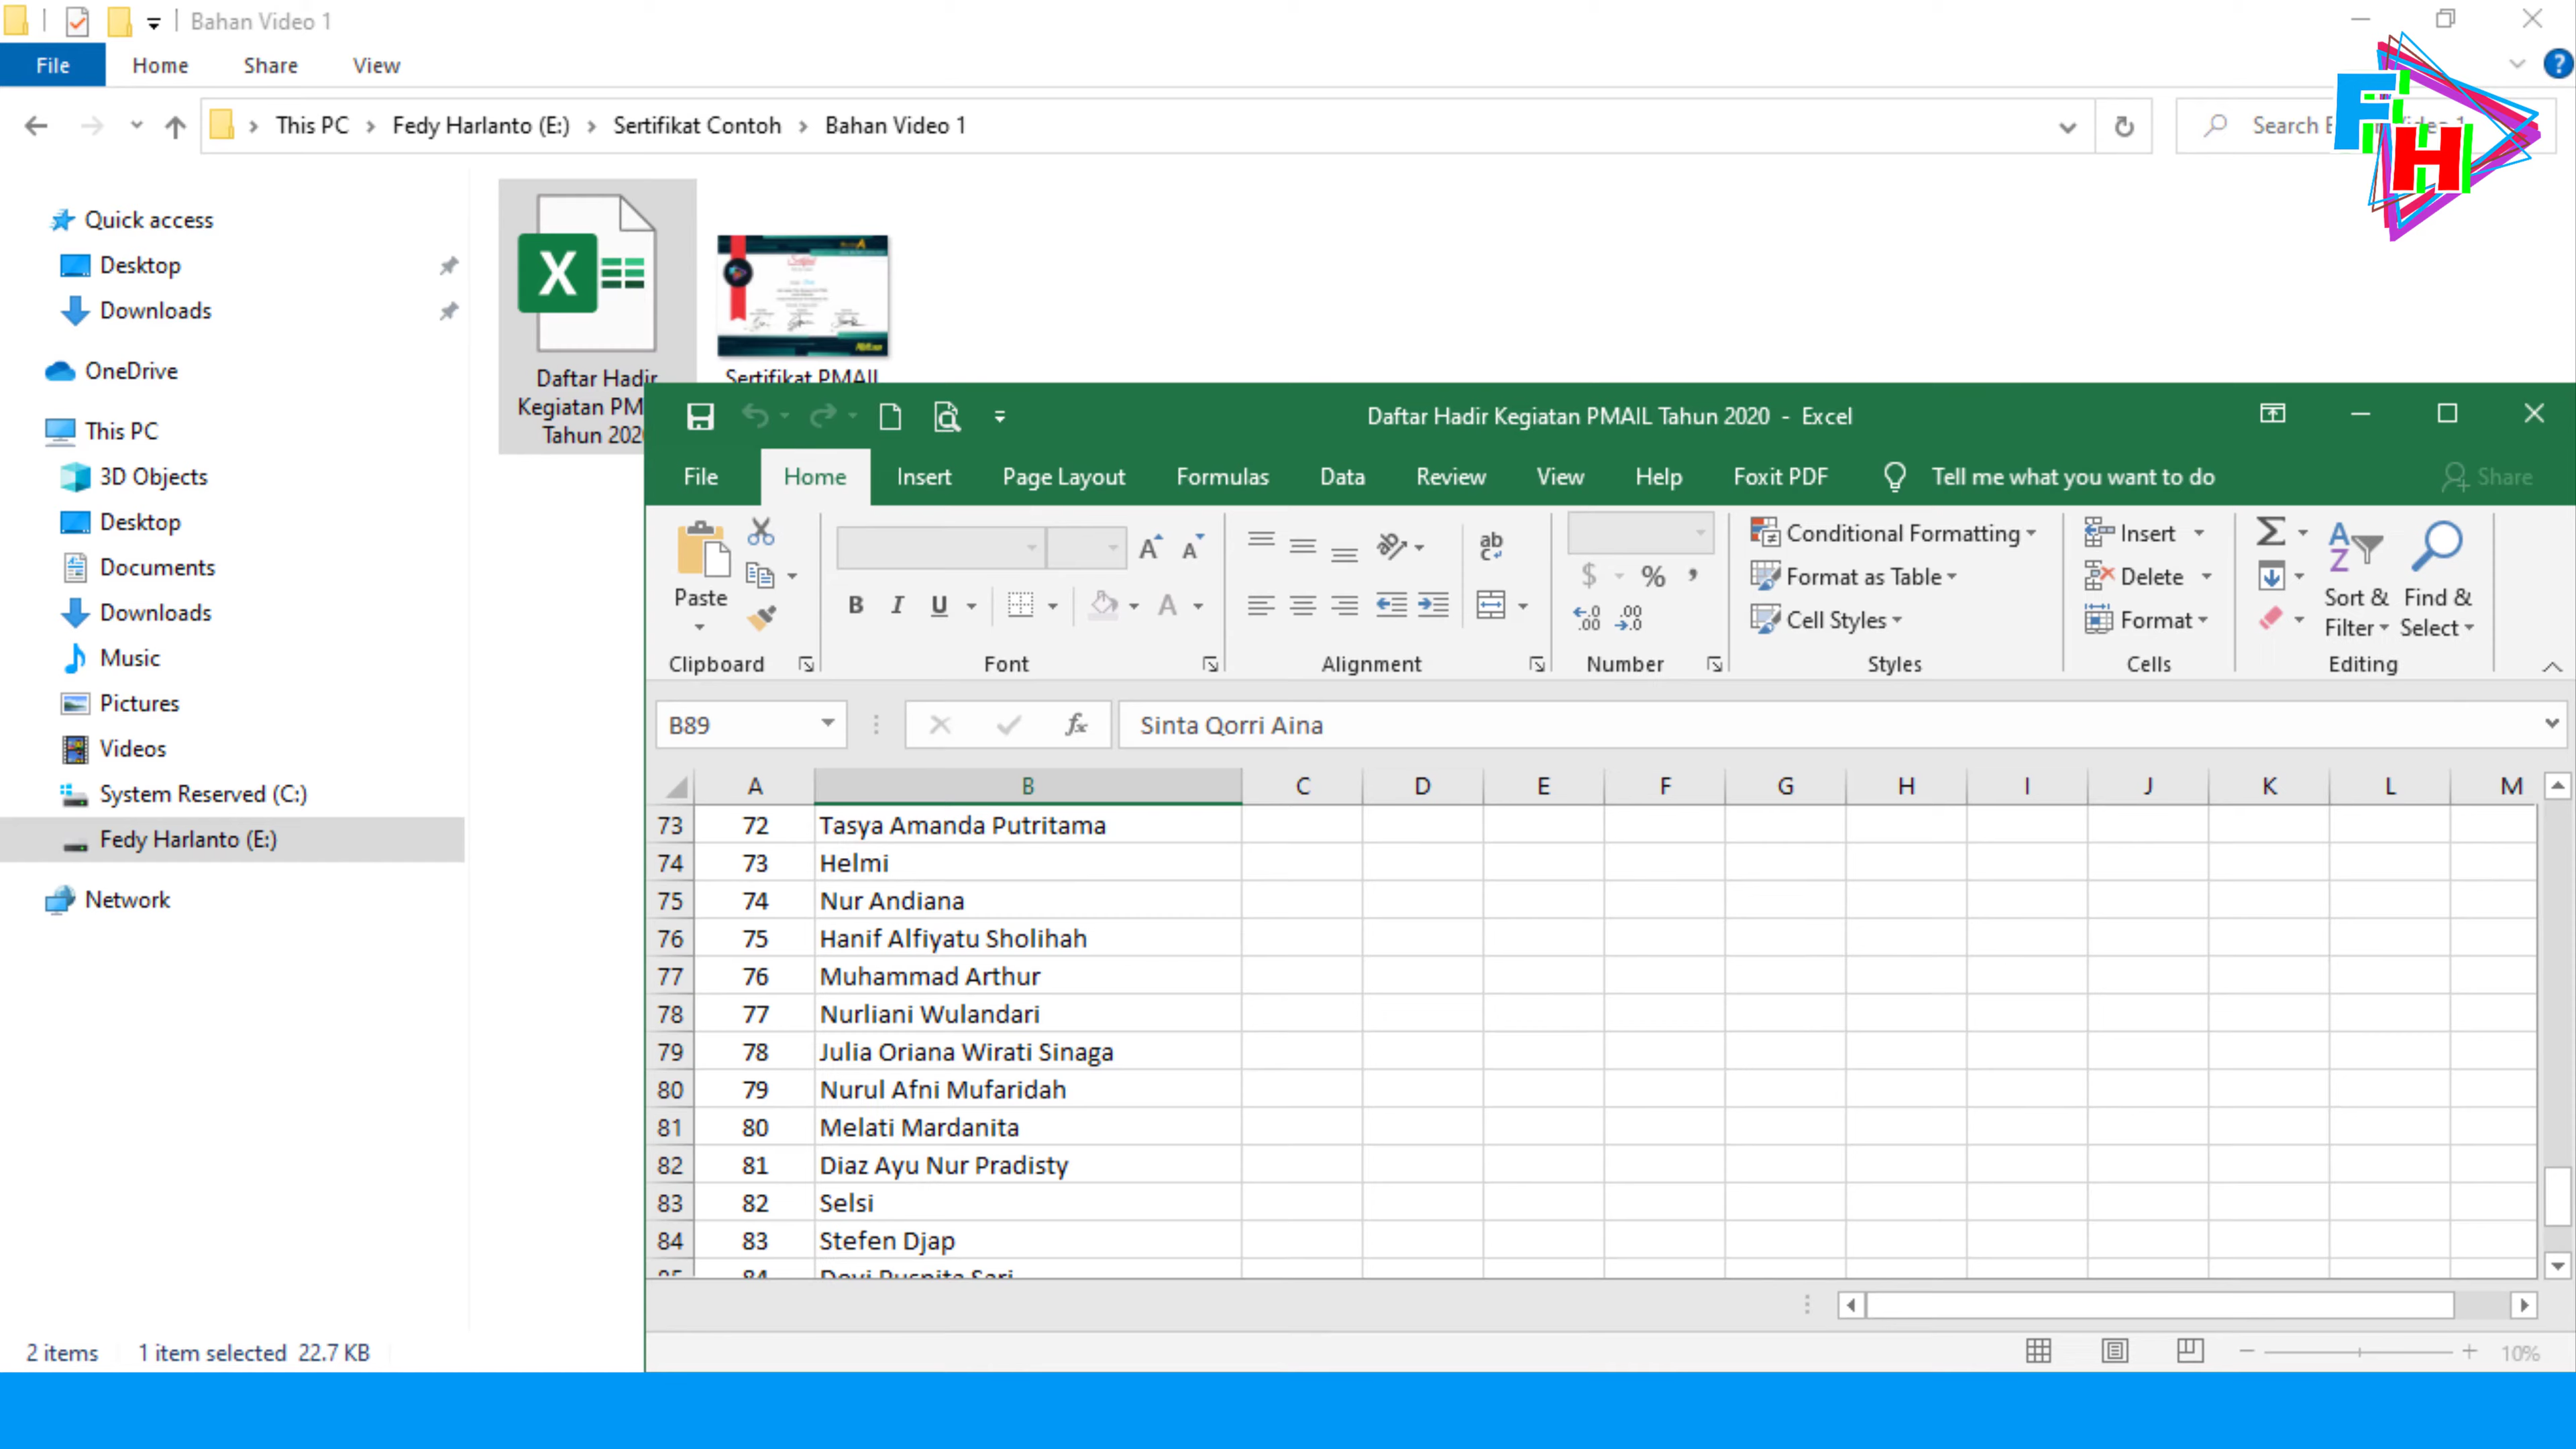 Bahan Video 1
File Home Share View
This PC Fedy Harlanto (E:) Sertifikat Contoh Bahan Video 1
Search
Quick access
Desktop
Downloads
OneDrive
This PC
3D Objects
Desktop
Documents
Downloads
Music
Pictures
Videos
System Reserved (C:)
Fedy Harlanto (E:)
Network
Daftar Hadir
Kegiatan
Tahun
Sertifikat PMAIL
2 items 1 item selected 22.7 KB
FH
Daftar Hadir Kegiatan PMAIL Tahun 2020 - Excel
File Home Insert Page Layout Formulas Data Review View Help Foxit PDF Tell me what you want to do Share
Paste
Conditional Formatting
Format as Table
Cell Styles
Insert
Delete
Format
Sort & Filter
Find & Select
Clipboard Font Alignment Number Styles Cells Editing
B89 Sinta Qorri Aina
A B C D E F G H I J K L M
73 72 Tasya Amanda Putritama
74 73 Helmi
75 74 Nur Andiana
76 75 Hanif Alfiyatu Sholihah
77 76 Muhammad Arthur
78 77 Nurliani Wulandari
79 78 Julia Oriana Wirati Sinaga
80 79 Nurul Afni Mufaridah
81 80 Melati Mardanita
82 81 Diaz Ayu Nur Pradisty
83 82 Selsi
84 83 Stefen Djap
10%